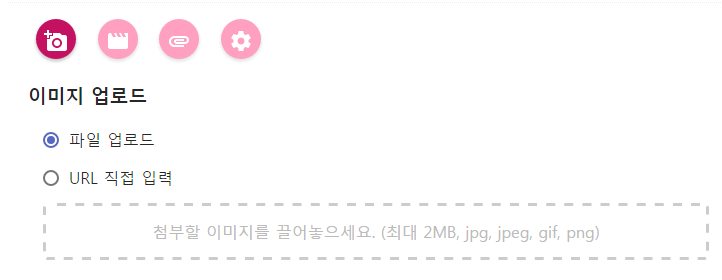 이미지 업로드
파일 업로드
URL 직접 입력
첨부할 이미지를 끌어놓으세요. (최대 2MB, jpg, jpeg, gif, png)